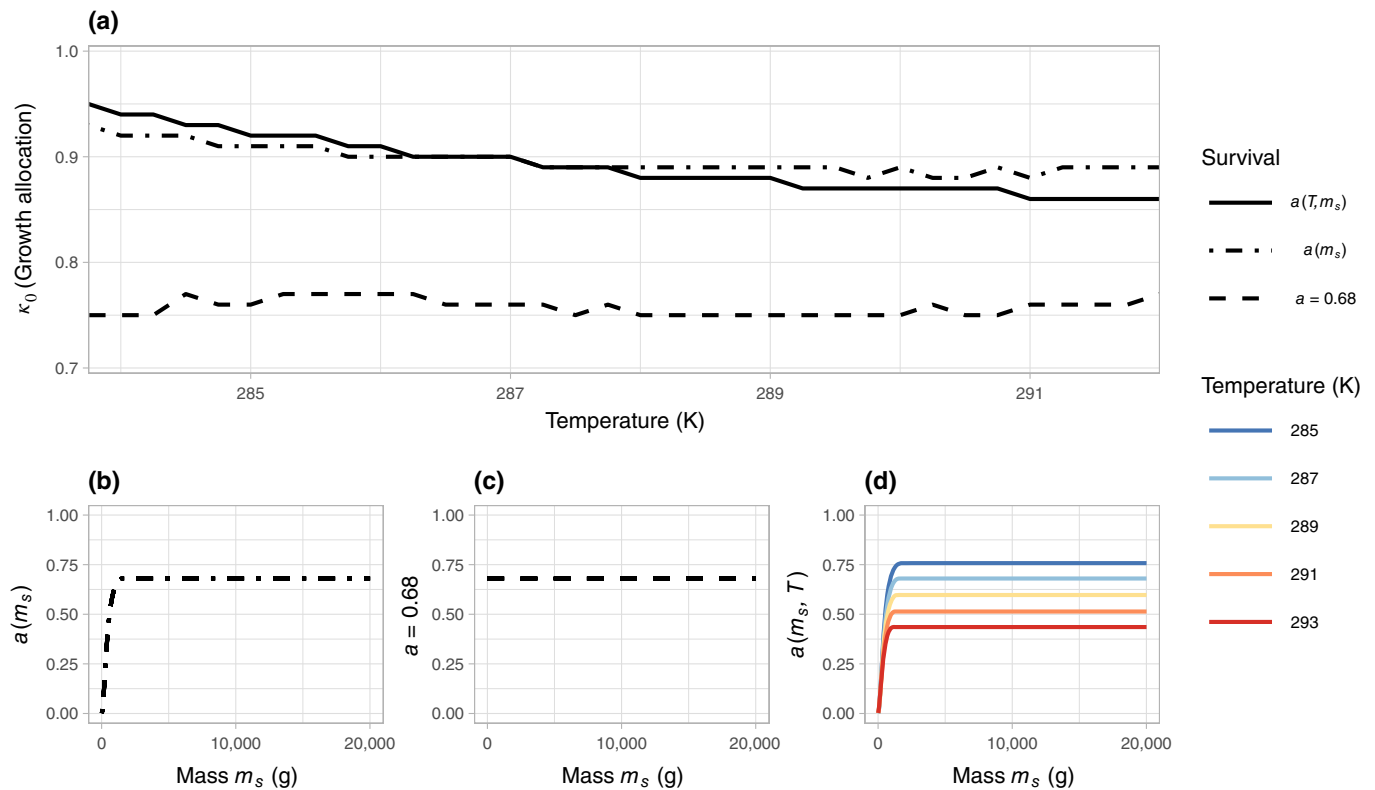 (a)
1.0
0.9
0.8
0.7
κ₀ (Growth allocation)
285 287 289 291
Temperature (K)
Survival
a (T, mₛ)
a (mₛ)
a = 0.68
Temperature (K)
285
287
289
291
293
(b)
1.00
0.75
0.50
0.25
0.00
a (mₛ)
0 10,000 20,000
Mass mₛ (g)
(c)
1.00
0.75
0.50
0.25
0.00
a = 0.68
0 10,000 20,000
Mass mₛ (g)
(d)
1.00
0.75
0.50
0.25
0.00
a (mₛ, T)
0 10,000 20,000
Mass mₛ (g)